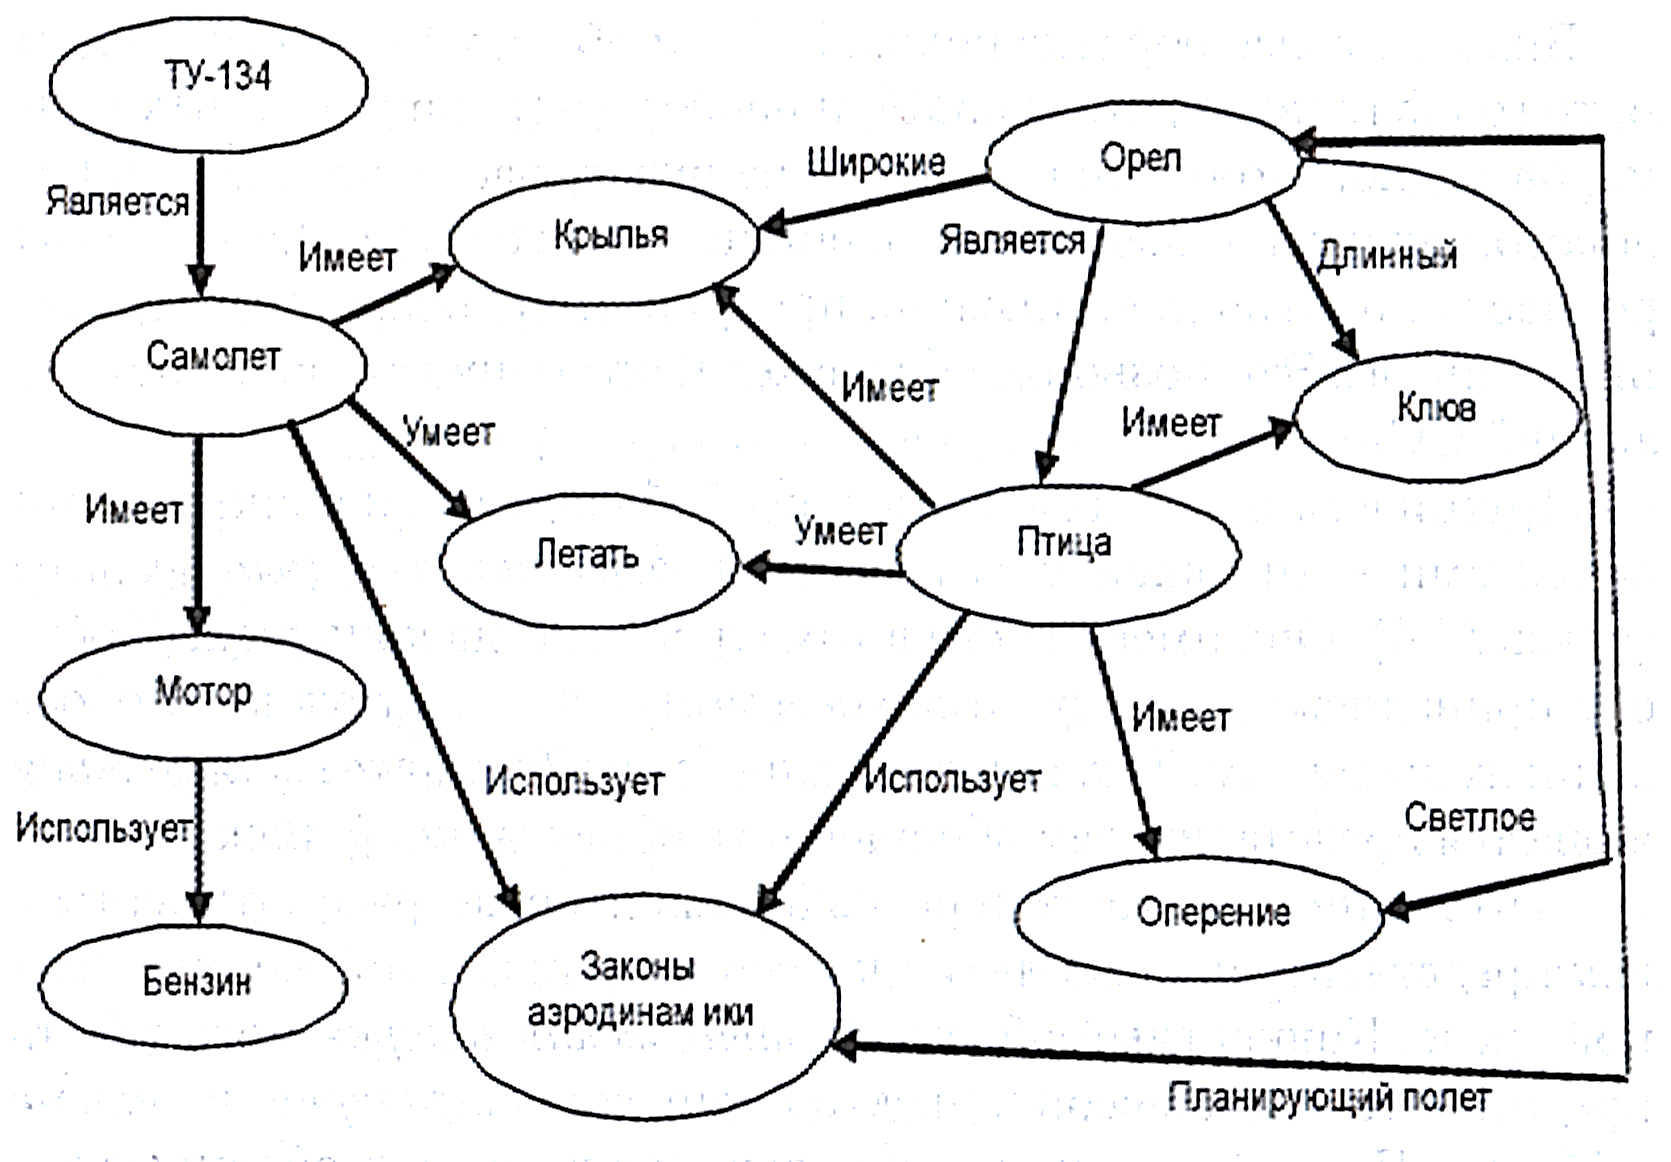 ТУ-134
Является
Широкие
Орел
Крылья
Имеет
Является
Длинный
Самолет
Имеет
Клюв
Умеет
Имеет
Имеет
Летать
Умеет
Птица
Мотор
Имеет
Использует
Использует
Использует
Светлое
Оперение
Бензин
Законы
аэродинам ики
Планирующий полет